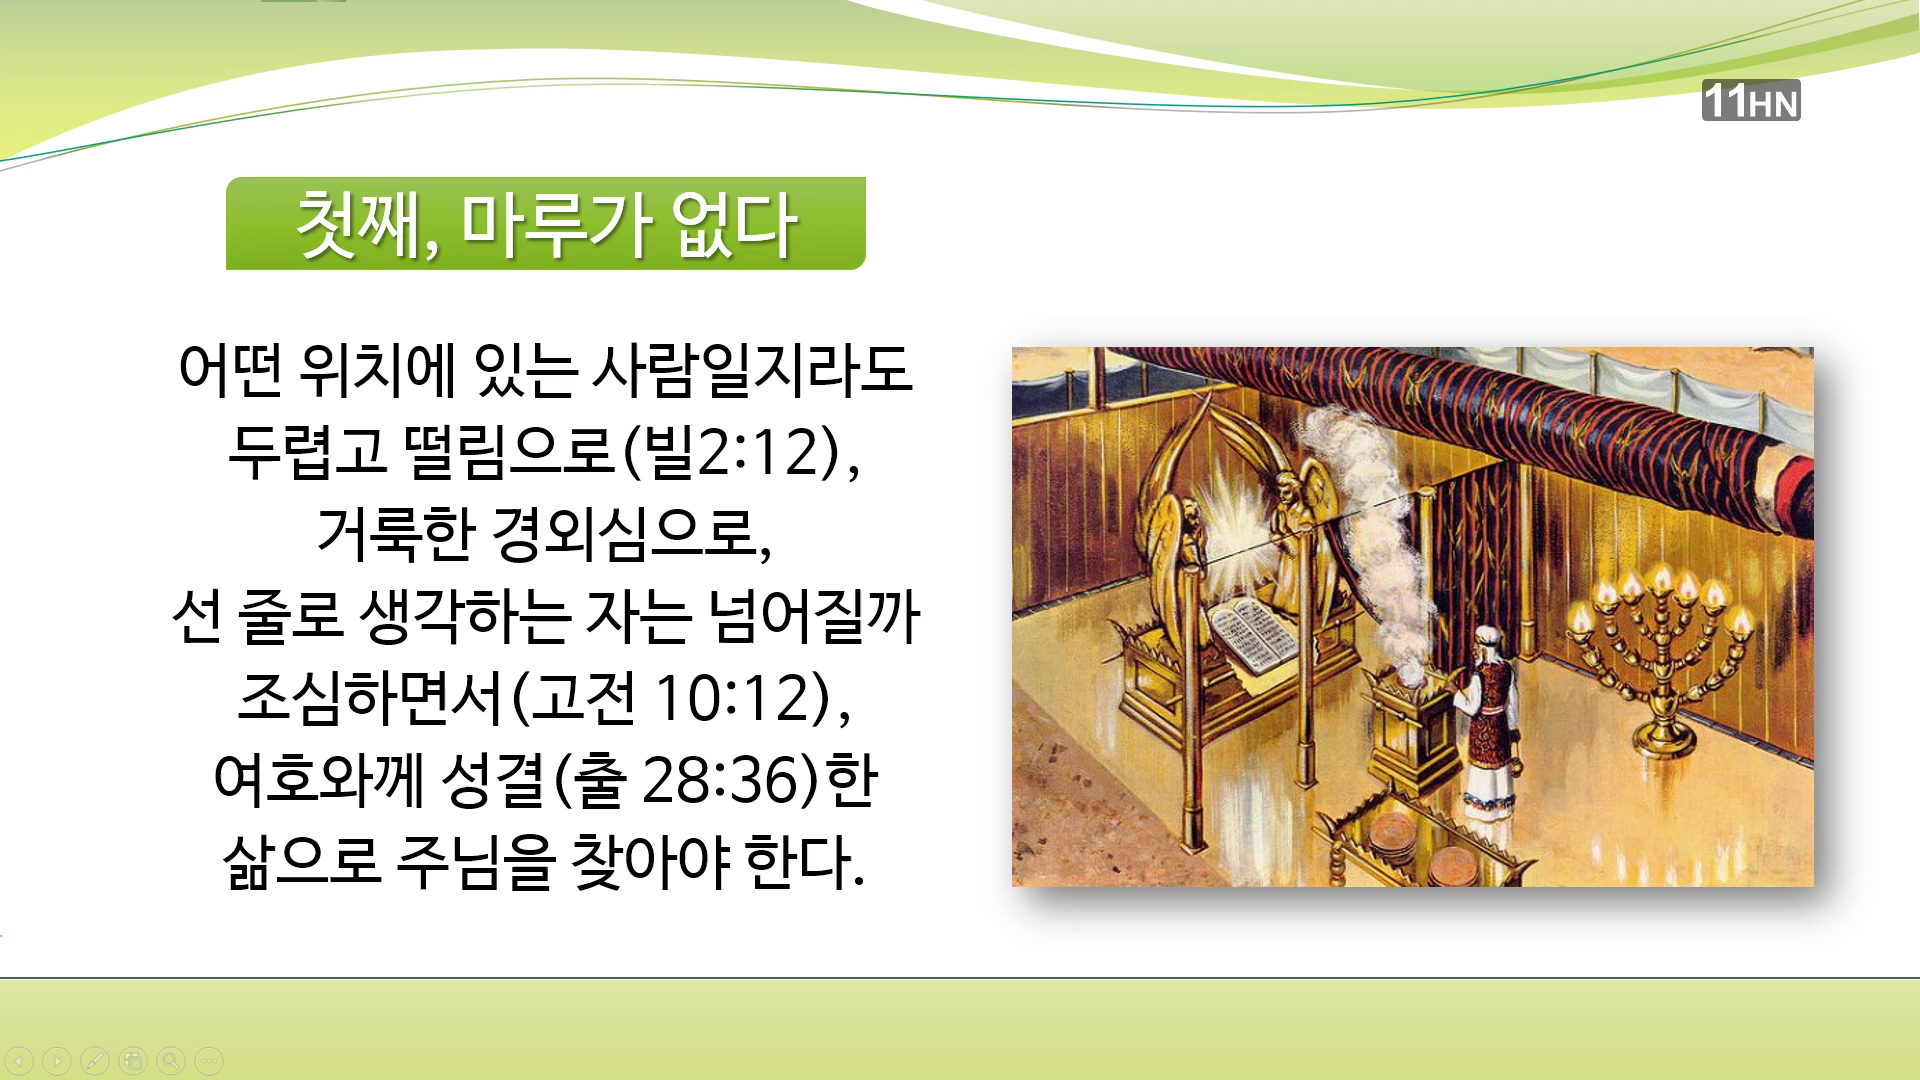 11HN
첫째, 마루가 없다
어떤 위치에 있는 사람일지라도
두렵고 떨림으로(빌2:12),
거룩한 경외심으로,
선 줄로 생각하는 자는 넘어질까
조심하면서(고전 10:12),
여호와께 성결(출 28:36)한
삶으로 주님을 찾아야 한다.